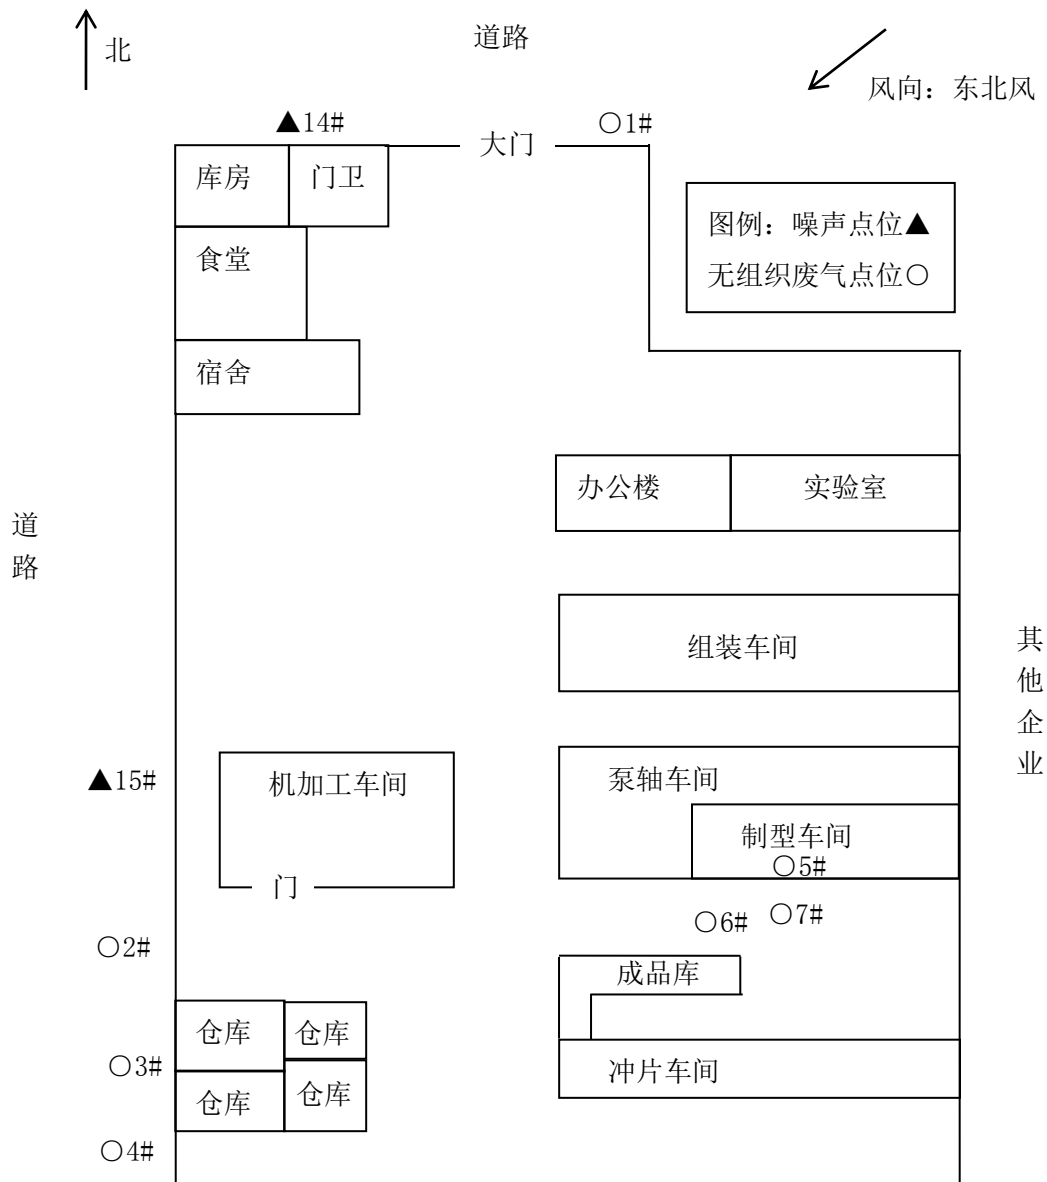 北
道路
风向：东北风
▲14#
○1#
大门
库房
门卫
图例：噪声点位▲
无组织废气点位○
食堂
宿舍
办公楼
实验室
道路
组装车间
其他企业
▲15#
机加工车间
泵轴车间
制型车间
○5#
门
○6#
○7#
○2#
成品库
仓库
仓库
○3#
冲片车间
仓库
仓库
○4#